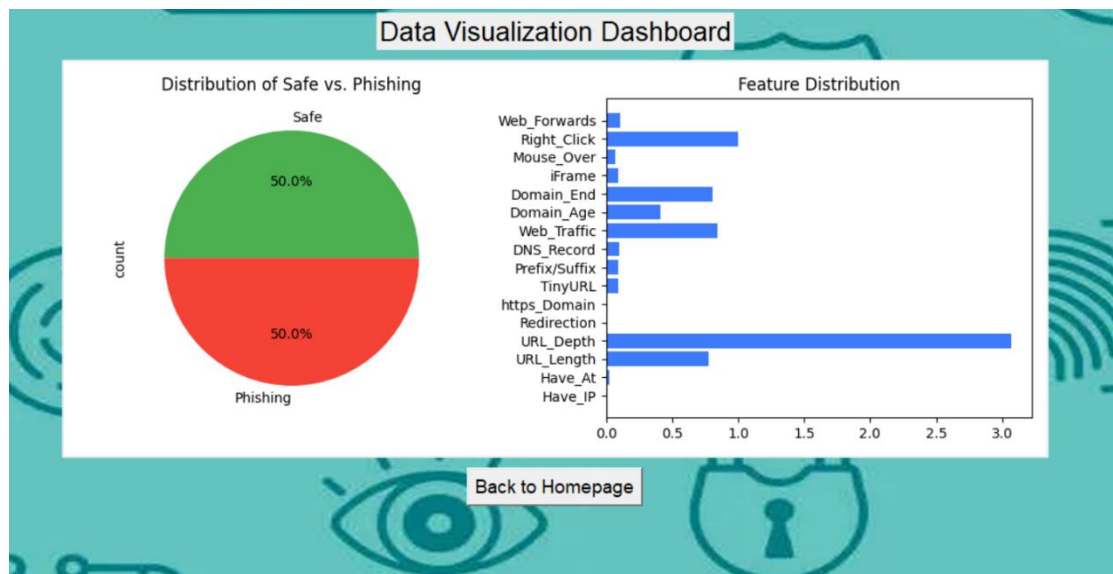 Data Visualization Dashboard
Distribution of Safe vs. Phishing
Safe
50.0%
count
50.0%
Phishing
Feature Distribution
Web_Forwards
Right_Click
Mouse_Over
iFrame
Domain_End
Domain_Age
Web_Traffic
DNS_Record
Prefix/Suffix
TinyURL
https_Domain
Redirection
URL_Depth
URL_Length
Have_At
Have_IP
0.0 0.5 1.0 1.5 2.0 2.5 3.0
Back to Homepage